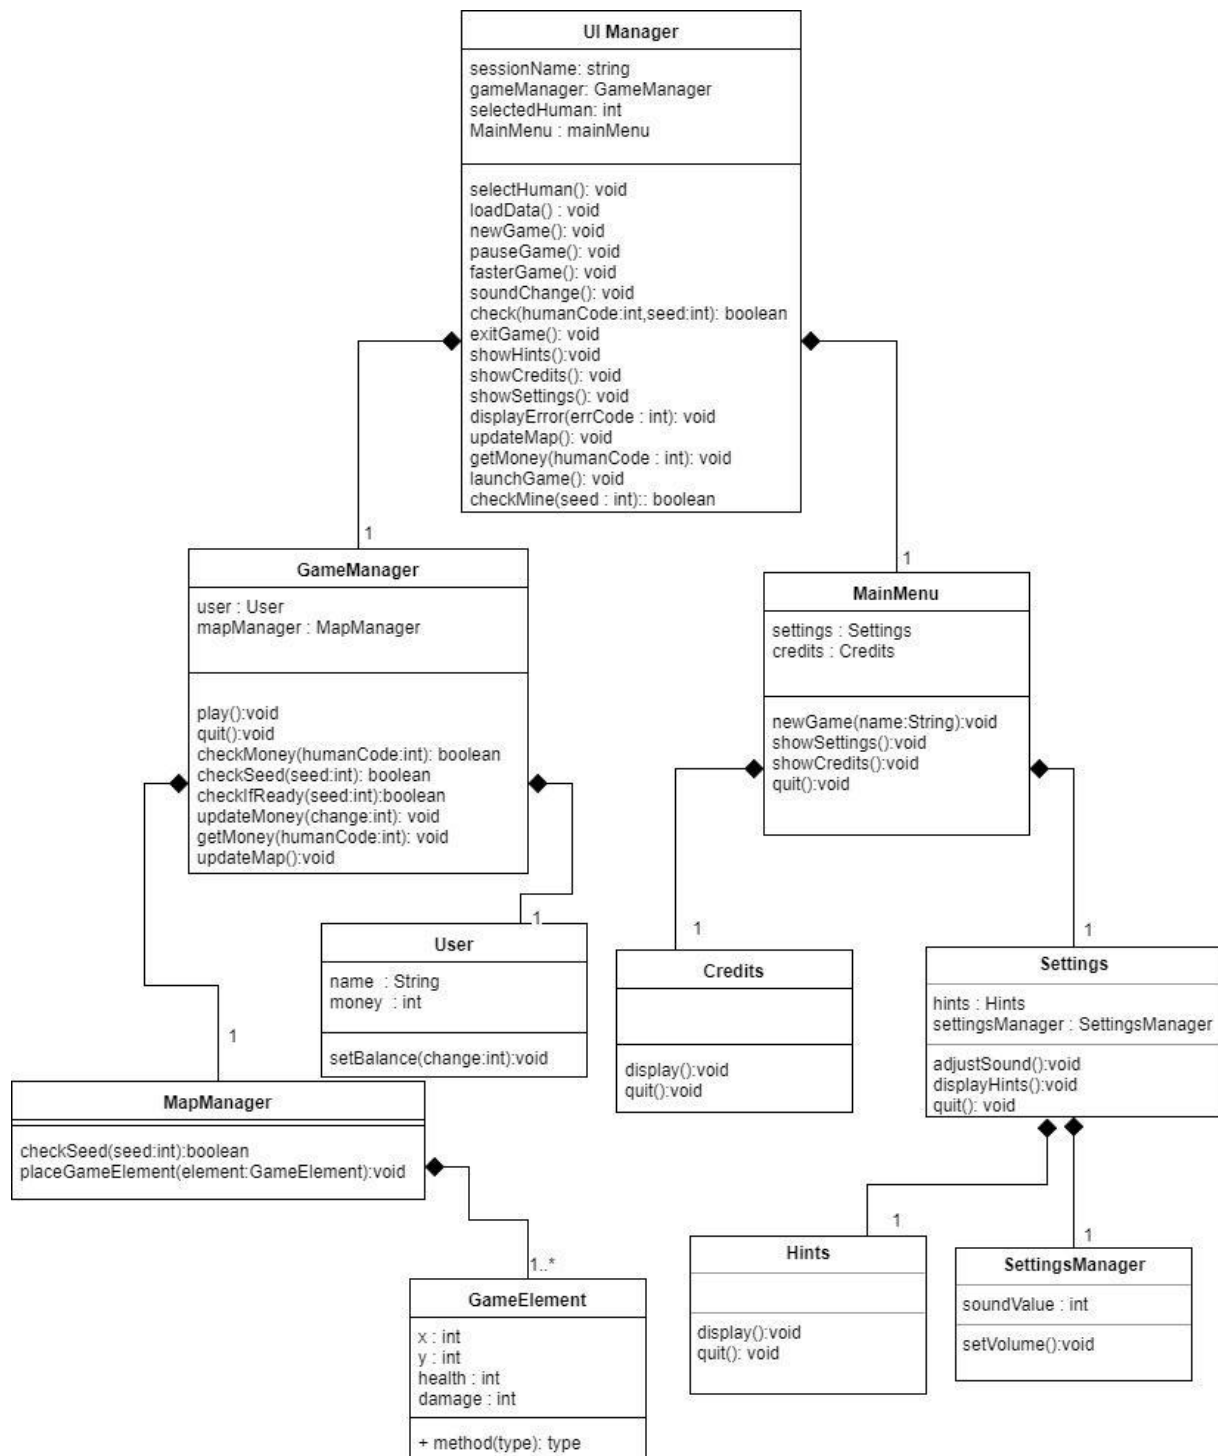 UI Manager
sessionName: string
gameManager: GameManager
selectedHuman: int
MainMenu : mainMenu
selectHuman(): void
loadData() : void
newGame(): void
pauseGame(): void
fasterGame(): void
soundChange(): void
check(humanCode:int,seed:int): boolean
exitGame(): void
showHints():void
showCredits(): void
showSettings(): void
displayError(errCode : int): void
updateMap(): void
getMoney(humanCode : int): void
launchGame(): void
checkMine(seed : int):: boolean
1
1
GameManager
user : User
mapManager : MapManager
play():void
quit():void
checkMoney(humanCode:int): boolean
checkSeed(seed:int): boolean
checkIfReady(seed:int):boolean
updateMoney(change:int): void
getMoney(humanCode:int): void
updateMap():void
MainMenu
settings : Settings
credits : Credits
newGame(name:String):void
showSettings():void
showCredits():void
quit():void
1
1
1
1
User
name : String
money : int
setBalance(change:int):void
Credits
display():void
quit():void
Settings
hints : Hints
settingsManager : SettingsManager
adjustSound():void
displayHints():void
quit(): void
MapManager
checkSeed(seed:int):boolean
placeGameElement(element:GameElement):void
1..*
1
1
GameElement
x : int
y : int
health : int
damage : int
+ method(type): type
Hints
display():void
quit(): void
SettingsManager
soundValue : int
setVolume():void